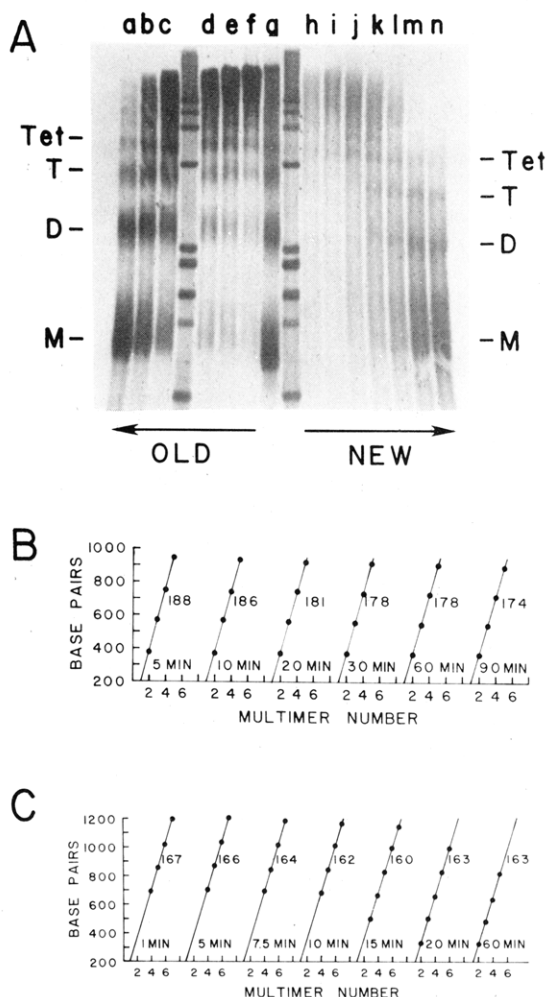 A
a b c d e f g h i j k l m n
Tet –
T –
D –
M –
– Tet
– T
– D
– M
OLD
NEW
B
BASE PAIRS
1000
800
600
400
200
188
186
181
178
178
174
5 MIN
10 MIN
20 MIN
30 MIN
60 MIN
90 MIN
2 4 6 2 4 6 2 4 6 2 4 6 2 4 6 2 4 6
MULTIMER NUMBER
C
BASE PAIRS
1200
1000
800
600
400
200
167
166
164
162
160
163
163
1 MIN
5 MIN
7.5 MIN
10 MIN
15 MIN
20 MIN
60 MIN
2 4 6 2 4 6 2 4 6 2 4 6 2 4 6 2 4 6 2 4 6
MULTIMER NUMBER